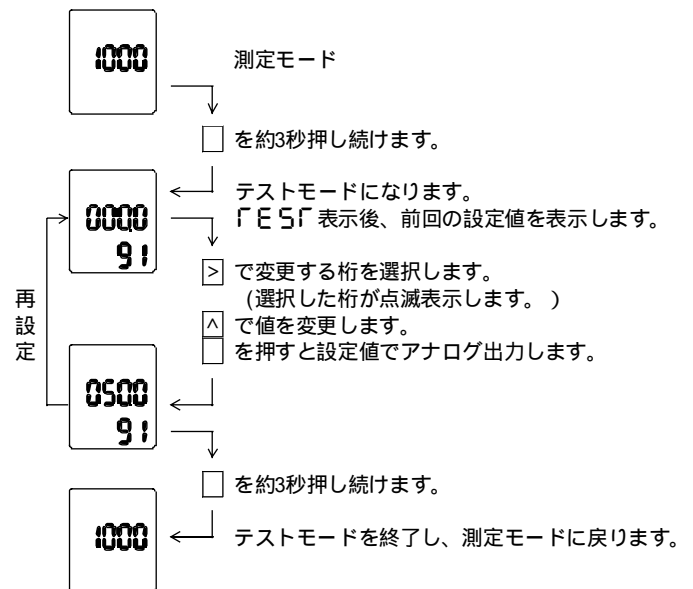 1000
測定モード
を約3秒押し続けます。
テストモードになります。
TEST 表示後、前回の設定値を表示します。
000.0
91
> で変更する桁を選択します。
(選択した桁が点滅表示します。 )
^ で値を変更します。
を押すと設定値でアナログ出力します。
再設定
050.0
91
を約3秒押し続けます。
1000
テストモードを終了し、測定モードに戻ります。